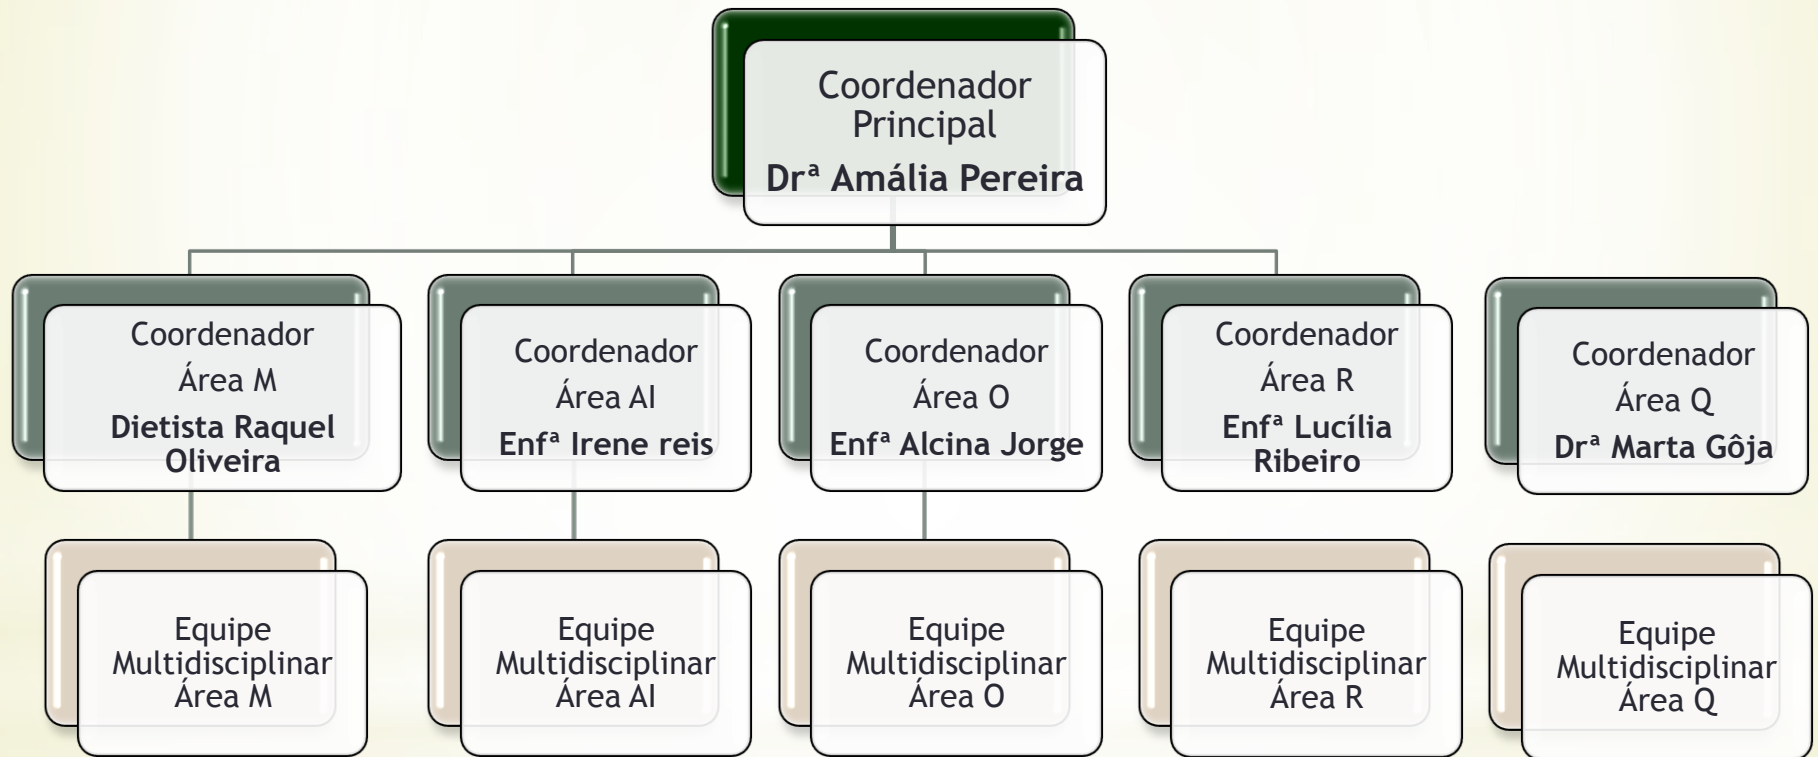 Coordenador
Principal
Drª Amália Pereira
Coordenador
Área M
Dietista Raquel
Oliveira
Coordenador
Área AI
Enfª Irene reis
Coordenador
Área O
Enfª Alcina Jorge
Coordenador
Área R
Enfª Lucília
Ribeiro
Coordenador
Área Q
Drª Marta Gôja
Equipe
Multidisciplinar
Área M
Equipe
Multidisciplinar
Área AI
Equipe
Multidisciplinar
Área O
Equipe
Multidisciplinar
Área R
Equipe
Multidisciplinar
Área Q